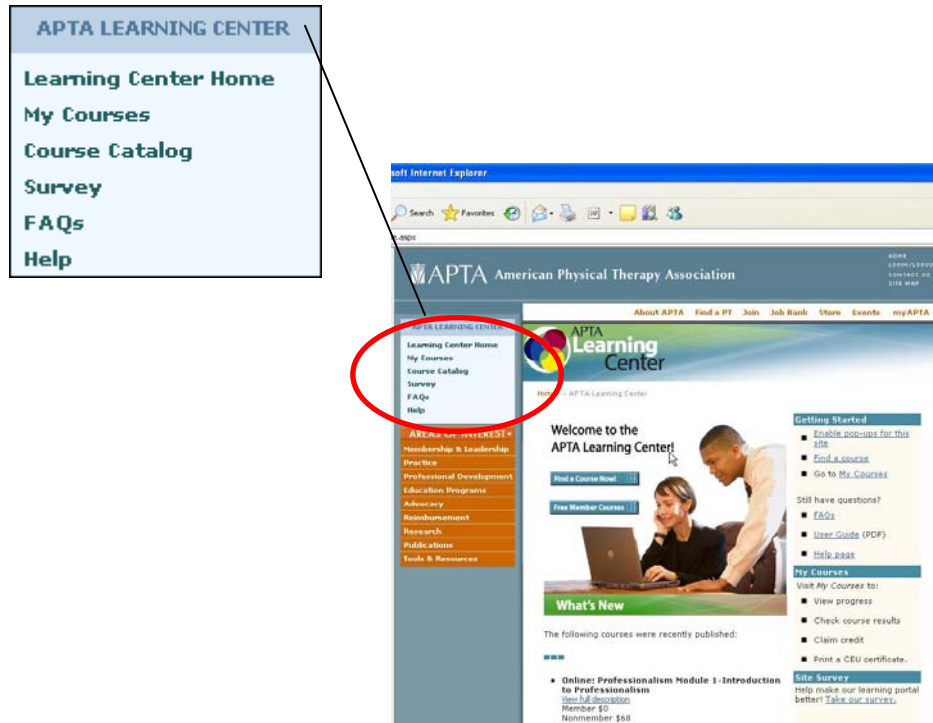 APTA LEARNING CENTER
Learning Center Home
My Courses
Course Catalog
Survey
FAQs
Help
soft Internet Explorer
Search Favorites
e.aspx
APTA American Physical Therapy Association
HOME
LOGIN/LOGOU
CONTACT US
SITE MAP
About APTA Find a PT Join Job Bank Store Events myAPTA
APTA LEARNING CENTER
Learning Center Home
My Courses
Course Catalog
Survey
FAQs
Help
AREAS OF INTEREST
Membership & Leadership
Practice
Professional Development
Education Programs
Advocacy
Reimbursement
Research
Publications
Tools & Resources
APTA
Learning
Center
Home > APTA Learning Center
Welcome to the
APTA Learning Center!
Find a Course Now!
Free Member Courses
What's New
The following courses were recently published:
• Online: Professionalism Module 1-Introduction
to Professionalism
View full description
Member $0
Nonmember $68
Getting Started
Enable pop-ups for this
site
Find a course
Go to My Courses
Still have questions?
FAQs
User Guide (PDF)
Help page
My Courses
Visit My Courses to:
View progress
Check course results
Claim credit
Print a CEU certificate.
Site Survey
Help make our learning portal
better! Take our survey.